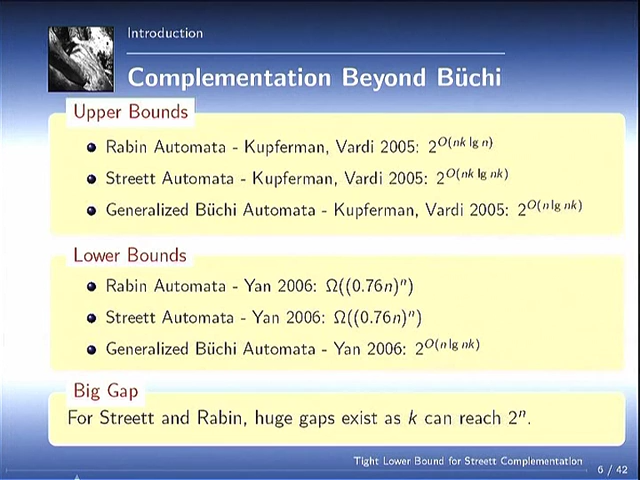 Introduction
Complementation Beyond Büchi
Upper Bounds
Rabin Automata - Kupferman, Vardi 2005: 2^{O(nk lg n)}
Streett Automata - Kupferman, Vardi 2005: 2^{O(nk lg nk)}
Generalized Büchi Automata - Kupferman, Vardi 2005: 2^{O(n lg nk)}
Lower Bounds
Rabin Automata - Yan 2006: Ω((0.76n)^n)
Streett Automata - Yan 2006: Ω((0.76n)^n)
Generalized Büchi Automata - Yan 2006: 2^{O(n lg nk)}
Big Gap
For Streett and Rabin, huge gaps exist as k can reach 2^n.
Tight Lower Bound for Streett Complementation 6 / 42